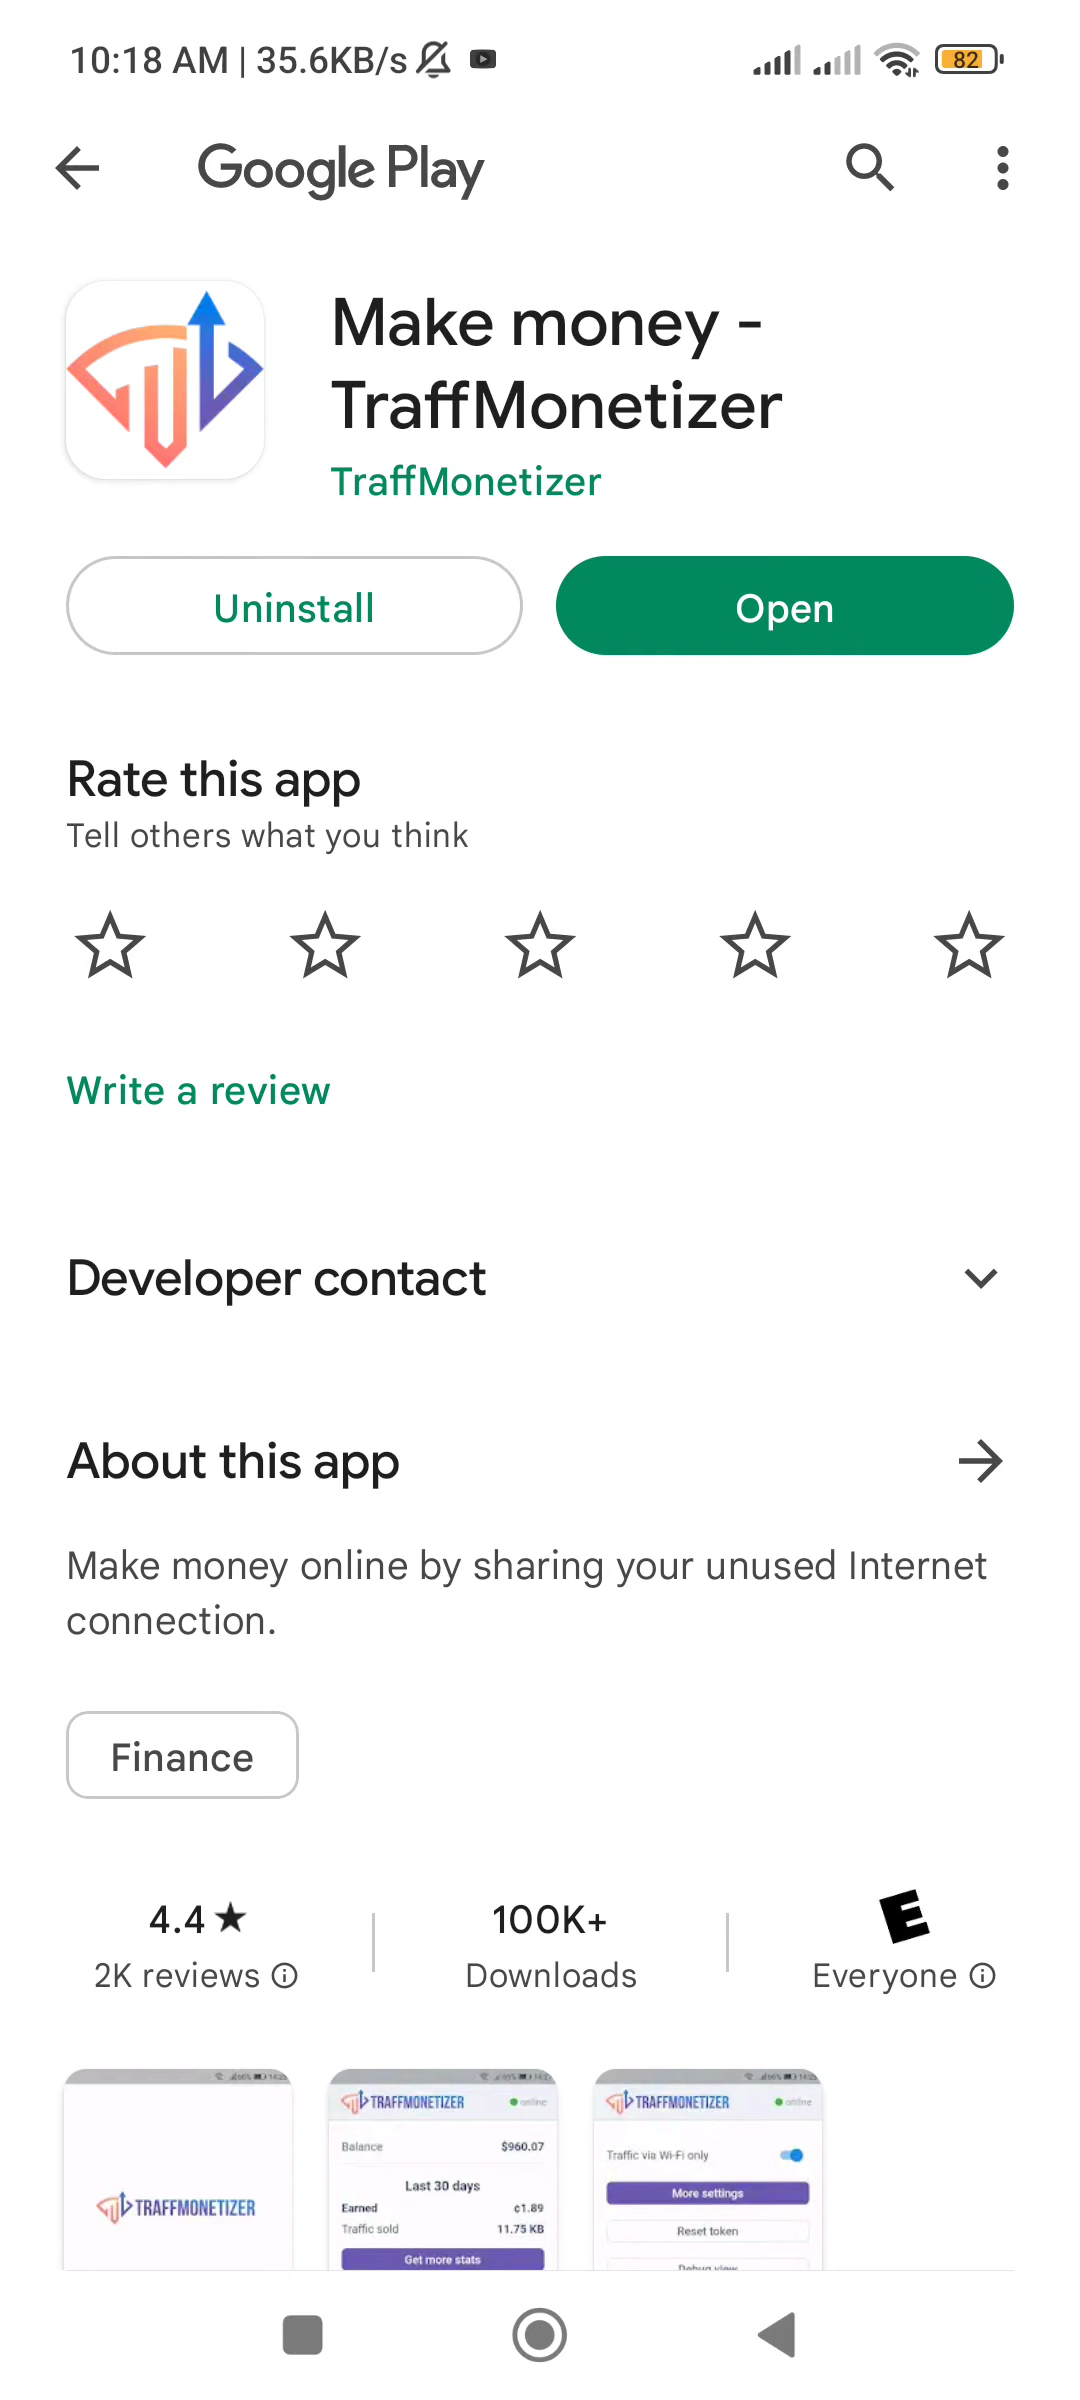 10:18 AM | 35.6KB/s
82
Google Play
Make money -
TraffMonetizer
TraffMonetizer
Uninstall
Open
Rate this app
Tell others what you think
Write a review
Developer contact
About this app
Make money online by sharing your unused Internet
connection.
Finance
4.4★
2K reviews
100K+
Downloads
E
Everyone
TRAFFMONETIZER
TRAFFMONETIZER
online
Balance
$960.07
Last 30 days
Earned
¢1.89
Traffic sold
11.75 KB
Get more stats
TRAFFMONETIZER
online
Traffic via Wi-Fi only
More settings
Reset token
Debug view